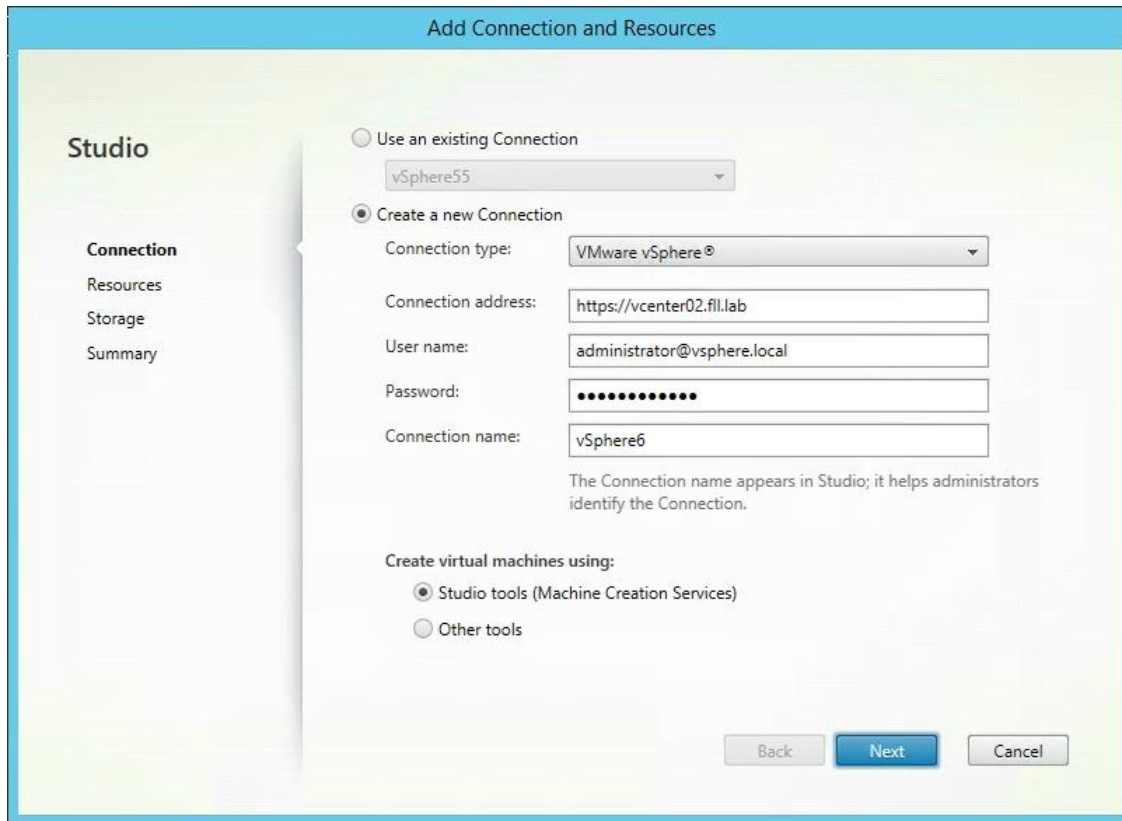 Add Connection and Resources
Studio
Connection
Resources
Storage
Summary
Use an existing Connection
vSphere55
Create a new Connection
Connection type: VMware vSphere®
Connection address: https://vcenter02.fll.lab
User name: administrator@vsphere.local
Password: ●●●●●●●●●●●●
Connection name: vSphere6
The Connection name appears in Studio; it helps administrators
identify the Connection.
Create virtual machines using:
Studio tools (Machine Creation Services)
Other tools
Back Next Cancel